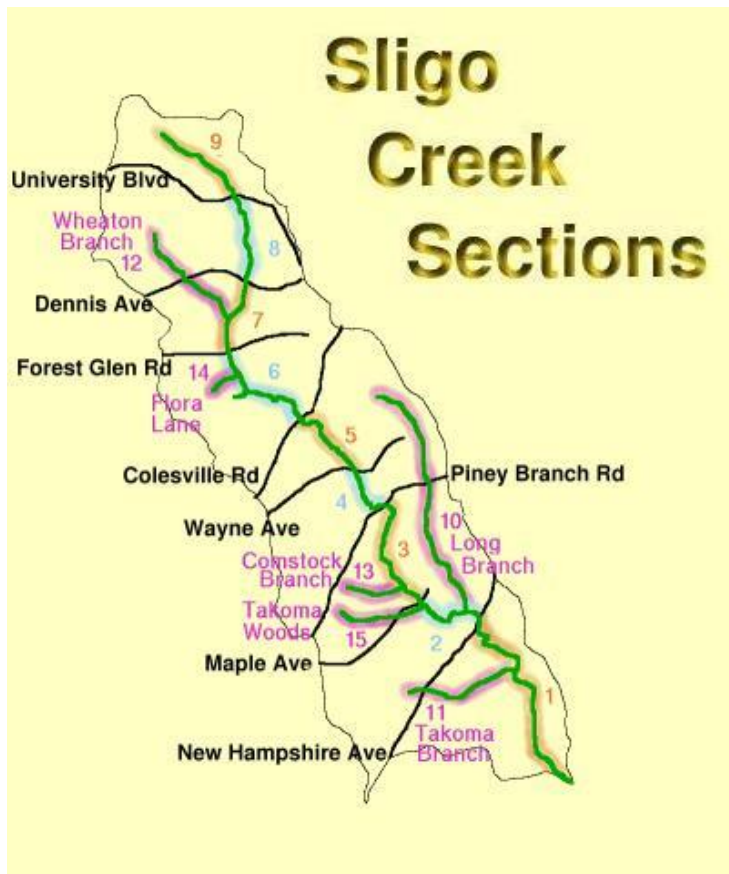 Sligo
Creek
Sections
9
University Blvd
Wheaton
Branch
12
8
Dennis Ave
7
Forest Glen Rd
14
6
Flora
Lane
5
Colesville Rd
Piney Branch Rd
4
Wayne Ave
10
Long
Branch
3
Comstock
Branch
13
Takoma
Woods
15
2
Maple Ave
1
11
Takoma
Branch
New Hampshire Ave